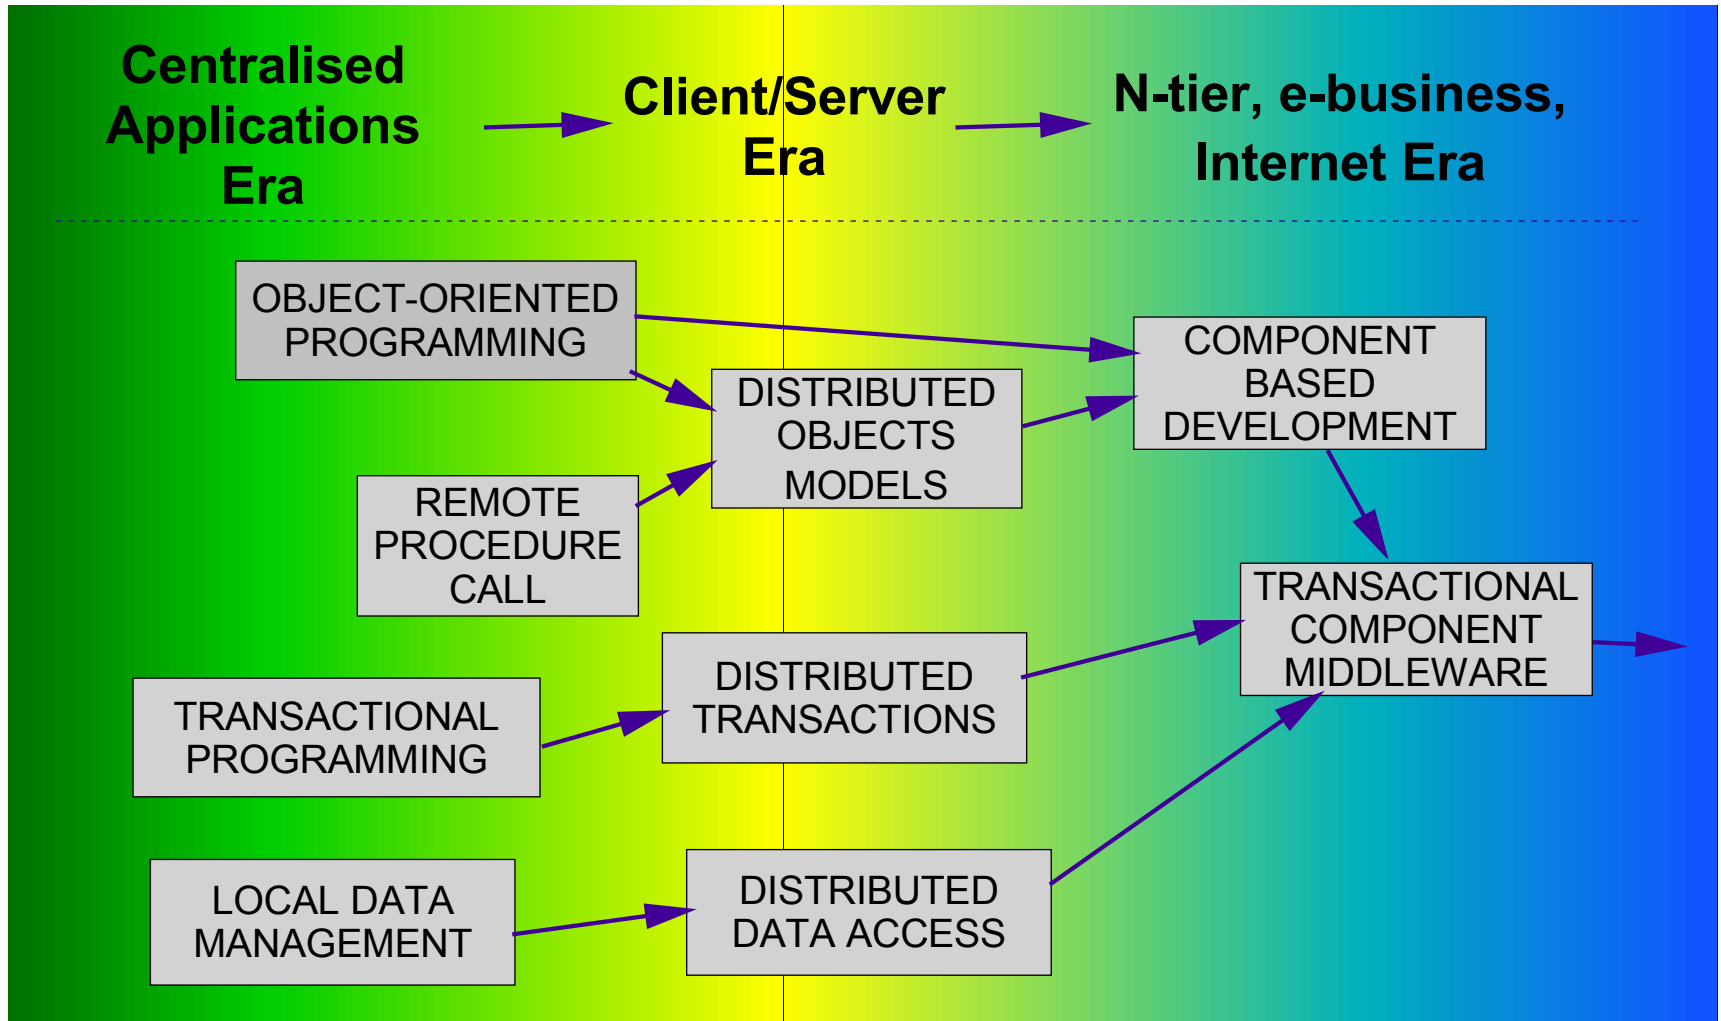 Centralised
Applications
Era
Client/Server
Era
N-tier, e-business,
Internet Era
OBJECT-ORIENTED
PROGRAMMING
COMPONENT
BASED
DEVELOPMENT
DISTRIBUTED
OBJECTS
MODELS
REMOTE
PROCEDURE
CALL
TRANSACTIONAL
COMPONENT
MIDDLEWARE
DISTRIBUTED
TRANSACTIONS
TRANSACTIONAL
PROGRAMMING
LOCAL DATA
MANAGEMENT
DISTRIBUTED
DATA ACCESS